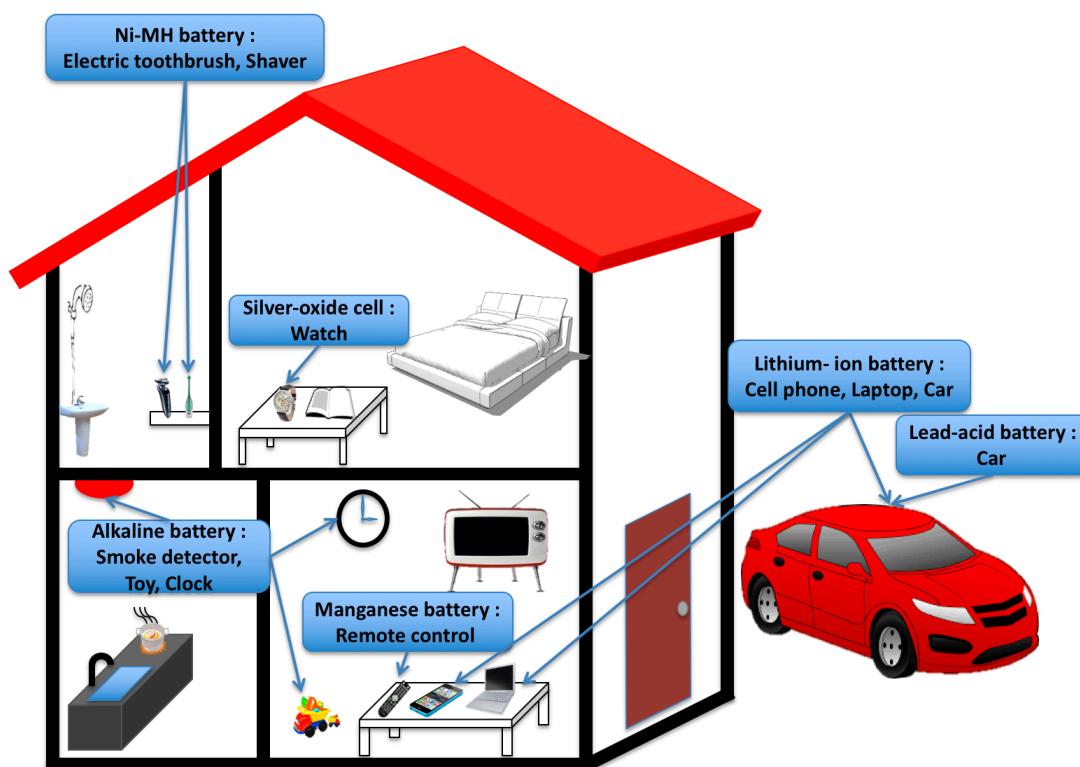 Ni-MH battery :
Electric toothbrush, Shaver
Silver-oxide cell :
Watch
Lithium- ion battery :
Cell phone, Laptop, Car
Lead-acid battery :
Car
Alkaline battery :
Smoke detector,
Toy, Clock
Manganese battery :
Remote control